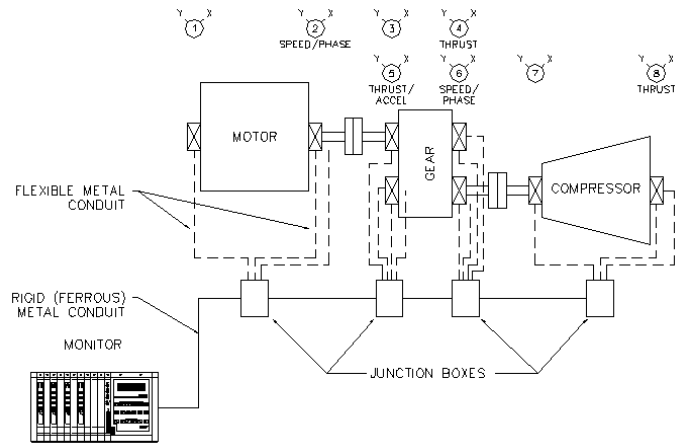 Y X Y X Y X Y X
1 2 3 4
SPEED/PHASE THRUST
Y X Y X Y X Y X
5 6 7 8
THRUST/ ACCEL
SPEED/ PHASE
THRUST
MOTOR
GEAR
COMPRESSOR
FLEXIBLE METAL
CONDUIT
RIGID (FERROUS)
METAL CONDUIT
MONITOR
JUNCTION BOXES